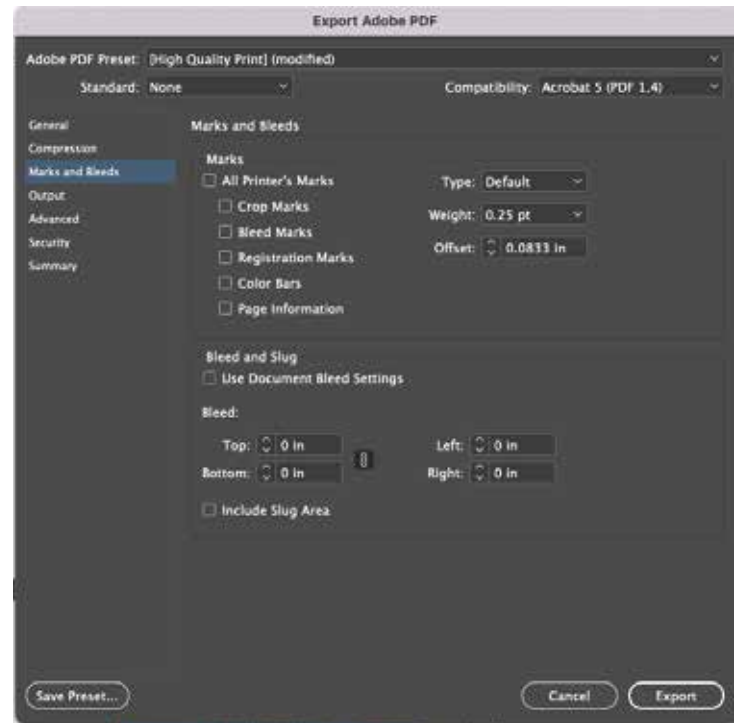 Export Adobe PDF
Adobe PDF Preset: [High Quality Print] (modified)
Standard: None Compatibility: Acrobat 5 (PDF 1.4)
General
Compression
Marks and Bleeds
Output
Advanced
Security
Summary
Marks and Bleeds
Marks
All Printer's Marks
Crop Marks
Bleed Marks
Registration Marks
Color Bars
Page Information
Type: Default
Weight: 0.25 pt
Offset: 0.0833 in
Bleed and Slug
Use Document Bleed Settings
Bleed:
Top: 0 in Left: 0 in
Bottom: 0 in Right: 0 in
Include Slug Area
Save Preset... Cancel Export